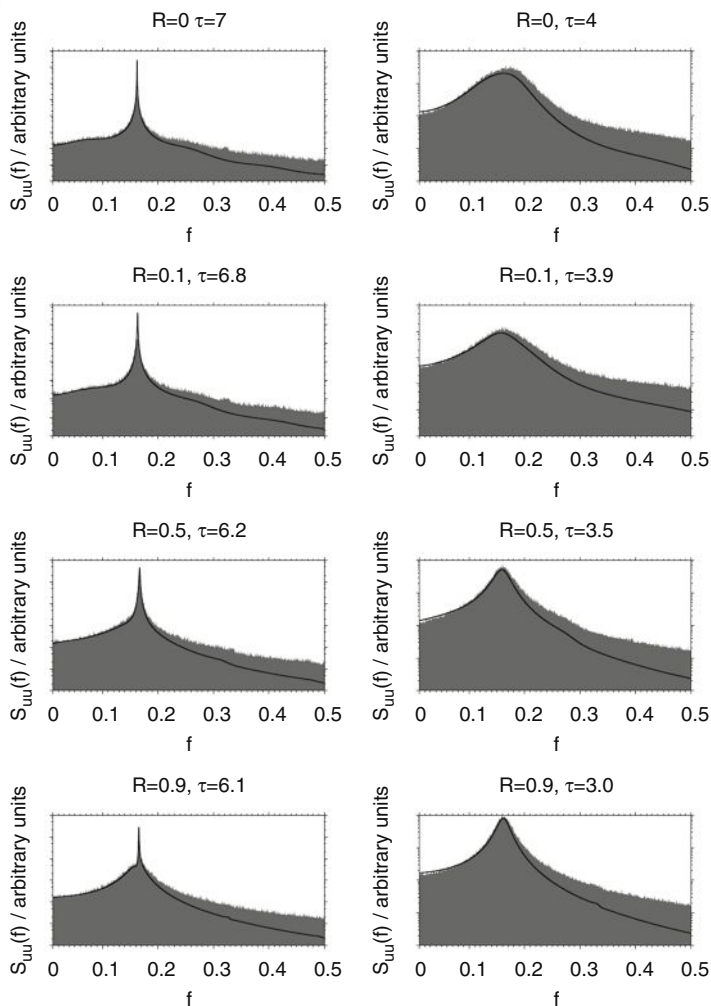 R=0 τ=7
S_uu(f) / arbitrary units
0 0.1 0.2 0.3 0.4 0.5
f
R=0, τ=4
S_uu(f) / arbitrary units
0 0.1 0.2 0.3 0.4 0.5
f
R=0.1, τ=6.8
S_uu(f) / arbitrary units
0 0.1 0.2 0.3 0.4 0.5
f
R=0.1, τ=3.9
S_uu(f) / arbitrary units
0 0.1 0.2 0.3 0.4 0.5
f
R=0.5, τ=6.2
S_uu(f) / arbitrary units
0 0.1 0.2 0.3 0.4 0.5
f
R=0.5, τ=3.5
S_uu(f) / arbitrary units
0 0.1 0.2 0.3 0.4 0.5
f
R=0.9, τ=6.1
S_uu(f) / arbitrary units
0 0.1 0.2 0.3 0.4 0.5
f
R=0.9, τ=3.0
S_uu(f) / arbitrary units
0 0.1 0.2 0.3 0.4 0.5
f